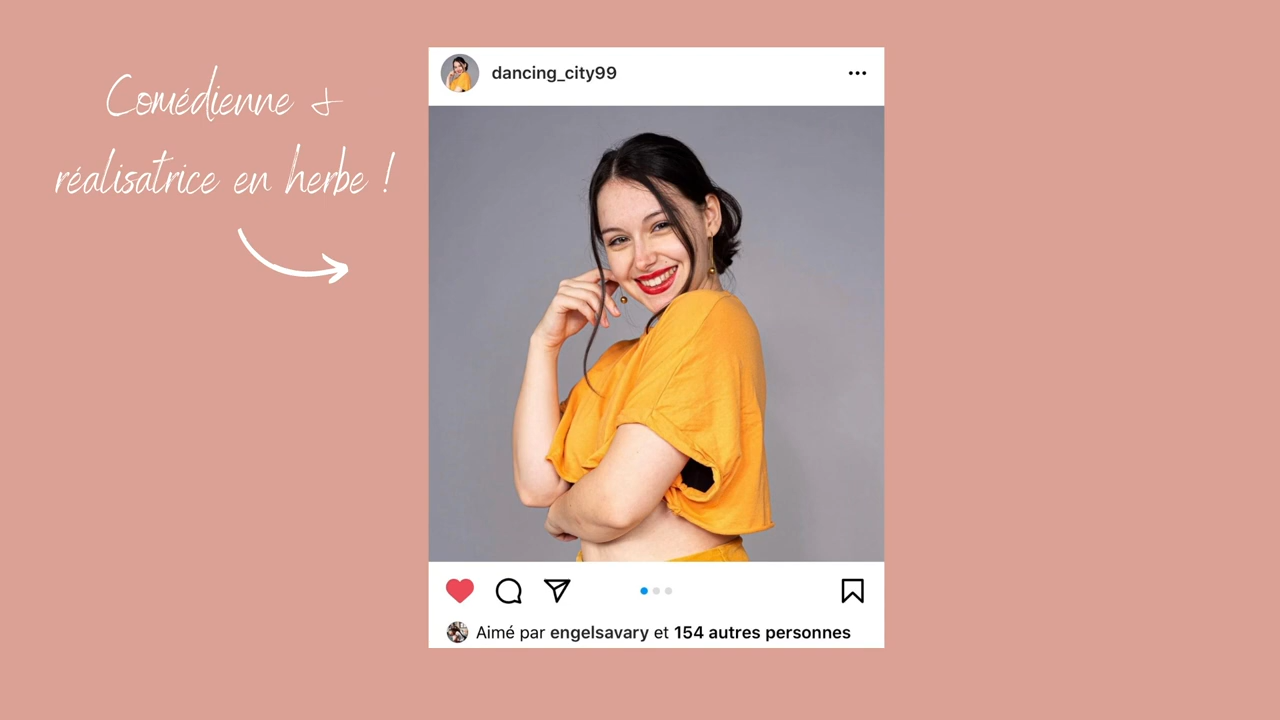 Comédienne &
réalisatrice en herbe !
dancing_city99
Aimé par engelsavary et 154 autres personnes